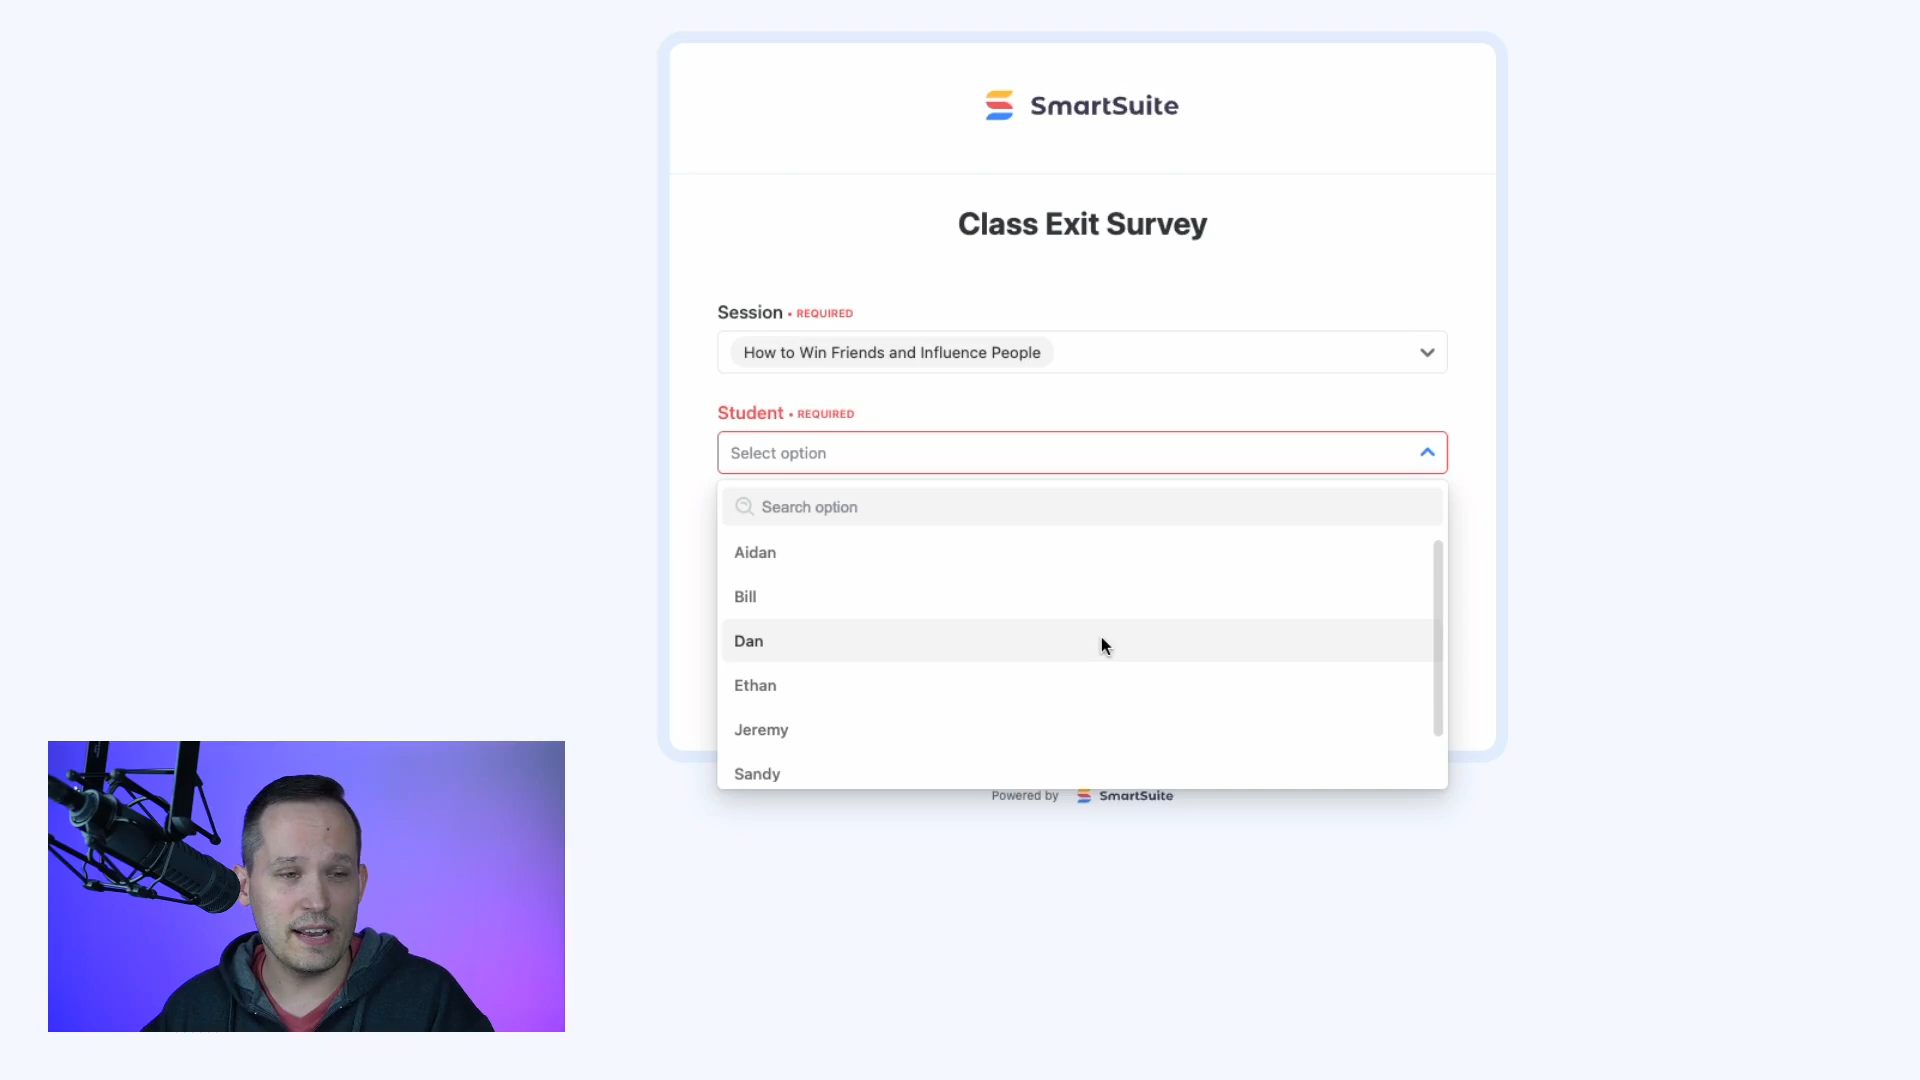 SmartSuite
Class Exit Survey
Session • REQUIRED
How to Win Friends and Influence People
Student • REQUIRED
Select option
Search option
Aidan
Bill
Dan
Ethan
Jeremy
Sandy
Powered by SmartSuite